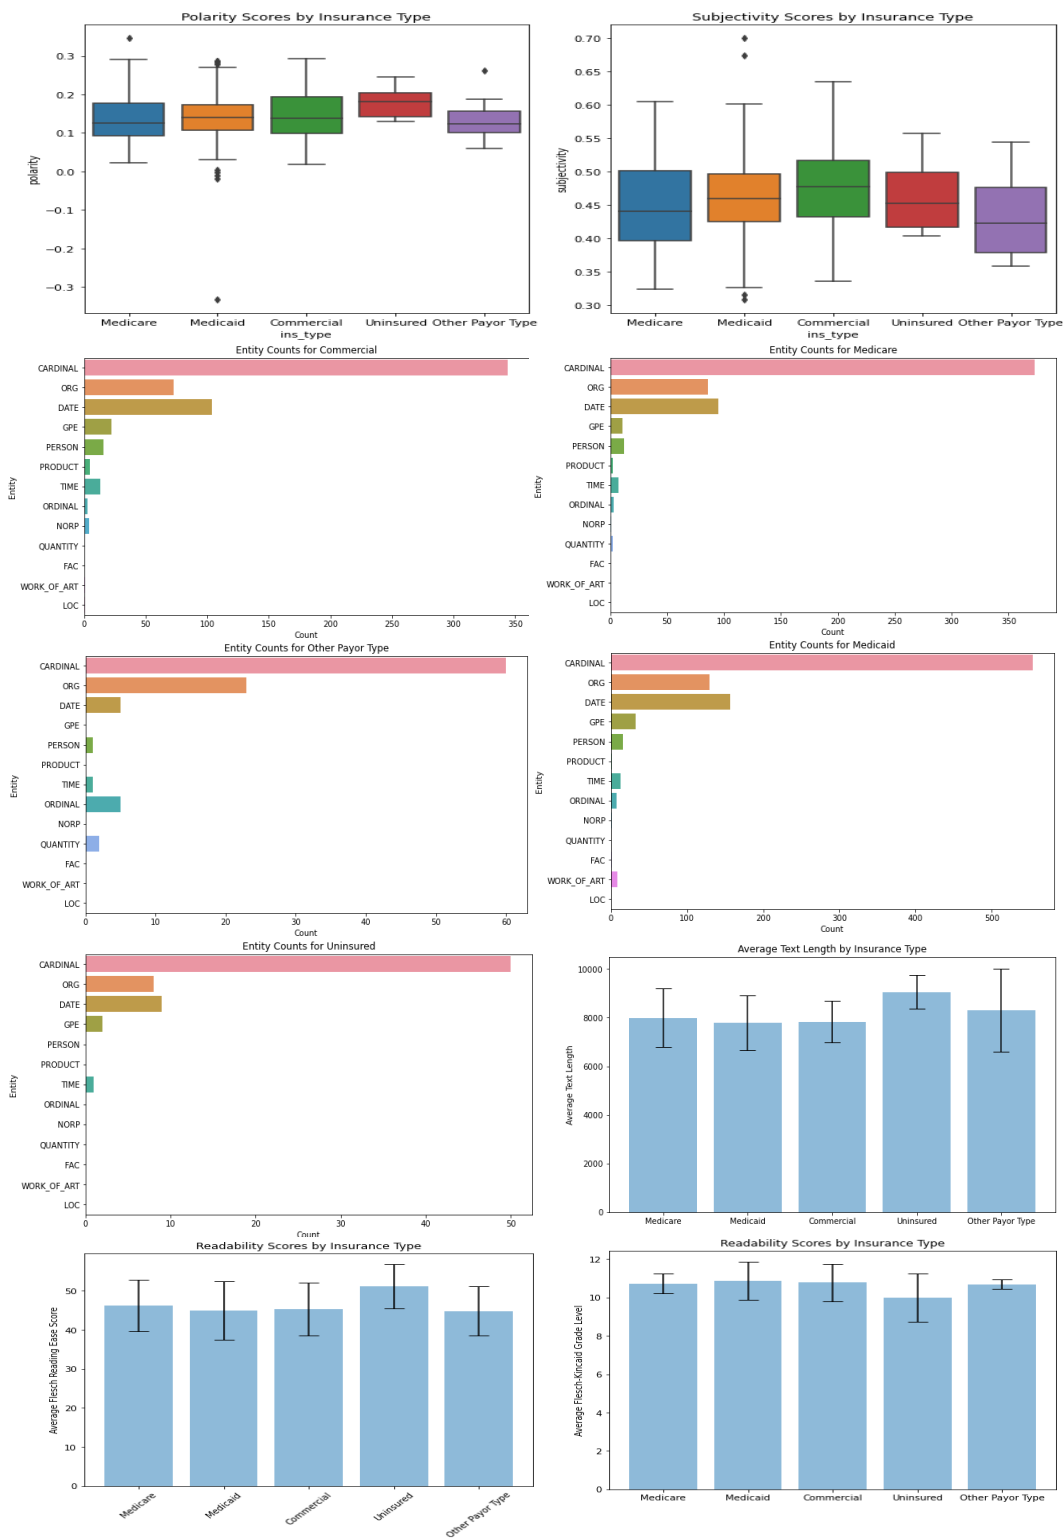 Polarity Scores by Insurance Type
polarity
0.3
0.2
0.1
0.0
−0.1
−0.2
−0.3
Medicare Medicaid Commercial Uninsured Other Payor Type
ins_type
Subjectivity Scores by Insurance Type
subjectivity
0.70
0.65
0.60
0.55
0.50
0.45
0.40
0.35
0.30
Medicare Medicaid Commercial Uninsured Other Payor Type
ins_type
Entity Counts for Commercial
Entity
CARDINAL
ORG
DATE
GPE
PERSON
PRODUCT
TIME
ORDINAL
NORP
QUANTITY
FAC
WORK_OF_ART
LOC
0 50 100 150 200 250 300 350
Count
Entity Counts for Medicare
Entity
CARDINAL
ORG
DATE
GPE
PERSON
PRODUCT
TIME
ORDINAL
NORP
QUANTITY
FAC
WORK_OF_ART
LOC
0 50 100 150 200 250 300 350
Count
Entity Counts for Other Payor Type
Entity
CARDINAL
ORG
DATE
GPE
PERSON
PRODUCT
TIME
ORDINAL
NORP
QUANTITY
FAC
WORK_OF_ART
LOC
0 10 20 30 40 50 60
Count
Entity Counts for Medicaid
Entity
CARDINAL
ORG
DATE
GPE
PERSON
PRODUCT
TIME
ORDINAL
NORP
QUANTITY
FAC
WORK_OF_ART
LOC
0 100 200 300 400 500
Count
Entity Counts for Uninsured
Entity
CARDINAL
ORG
DATE
GPE
PERSON
PRODUCT
TIME
ORDINAL
NORP
QUANTITY
FAC
WORK_OF_ART
LOC
0 10 20 30 40 50
Count
Average Text Length by Insurance Type
Average Text Length
10000
8000
6000
4000
2000
0
Medicare Medicaid Commercial Uninsured Other Payor Type
Readability Scores by Insurance Type
Average Flesch Reading Ease Score
50
40
30
20
10
0
Medicare Medicaid Commercial Uninsured Other Payor Type
Readability Scores by Insurance Type
Average Flesch-Kincaid Grade Level
12
10
8
6
4
2
0
Medicare Medicaid Commercial Uninsured Other Payor Type